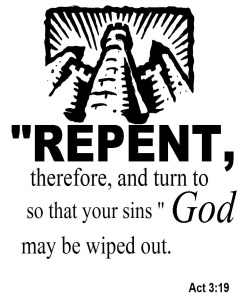 "REPENT,
therefore, and turn to
so that your sins " God
may be wiped out.
Act 3:19